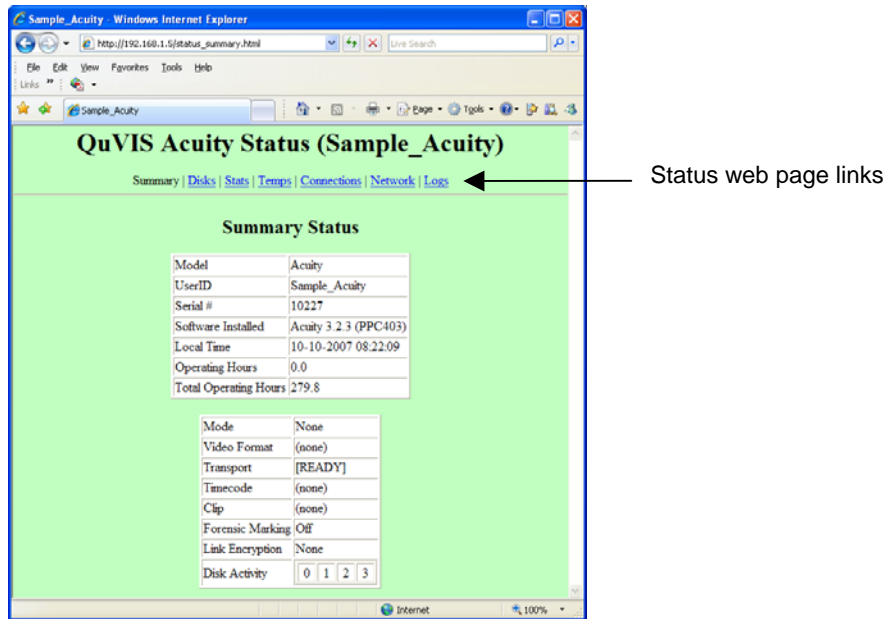 Sample_Acuity - Windows Internet Explorer
http://192.168.1.5/status_summary.html
Live Search
File Edit View Favorites Tools Help
Links »
Sample_Acuity
Page Tools
QuVIS Acuity Status (Sample_Acuity)
Summary | Disks | Stats | Temps | Connections | Network | Logs
Status web page links
Summary Status
Model Acuity
UserID Sample_Acuity
Serial # 10227
Software Installed Acuity 3.2.3 (PPC403)
Local Time 10-10-2007 08:22:09
Operating Hours 0.0
Total Operating Hours 279.8
Mode None
Video Format (none)
Transport [READY]
Timecode (none)
Clip (none)
Forensic Marking Off
Link Encryption None
Disk Activity 0 1 2 3
Internet 100%